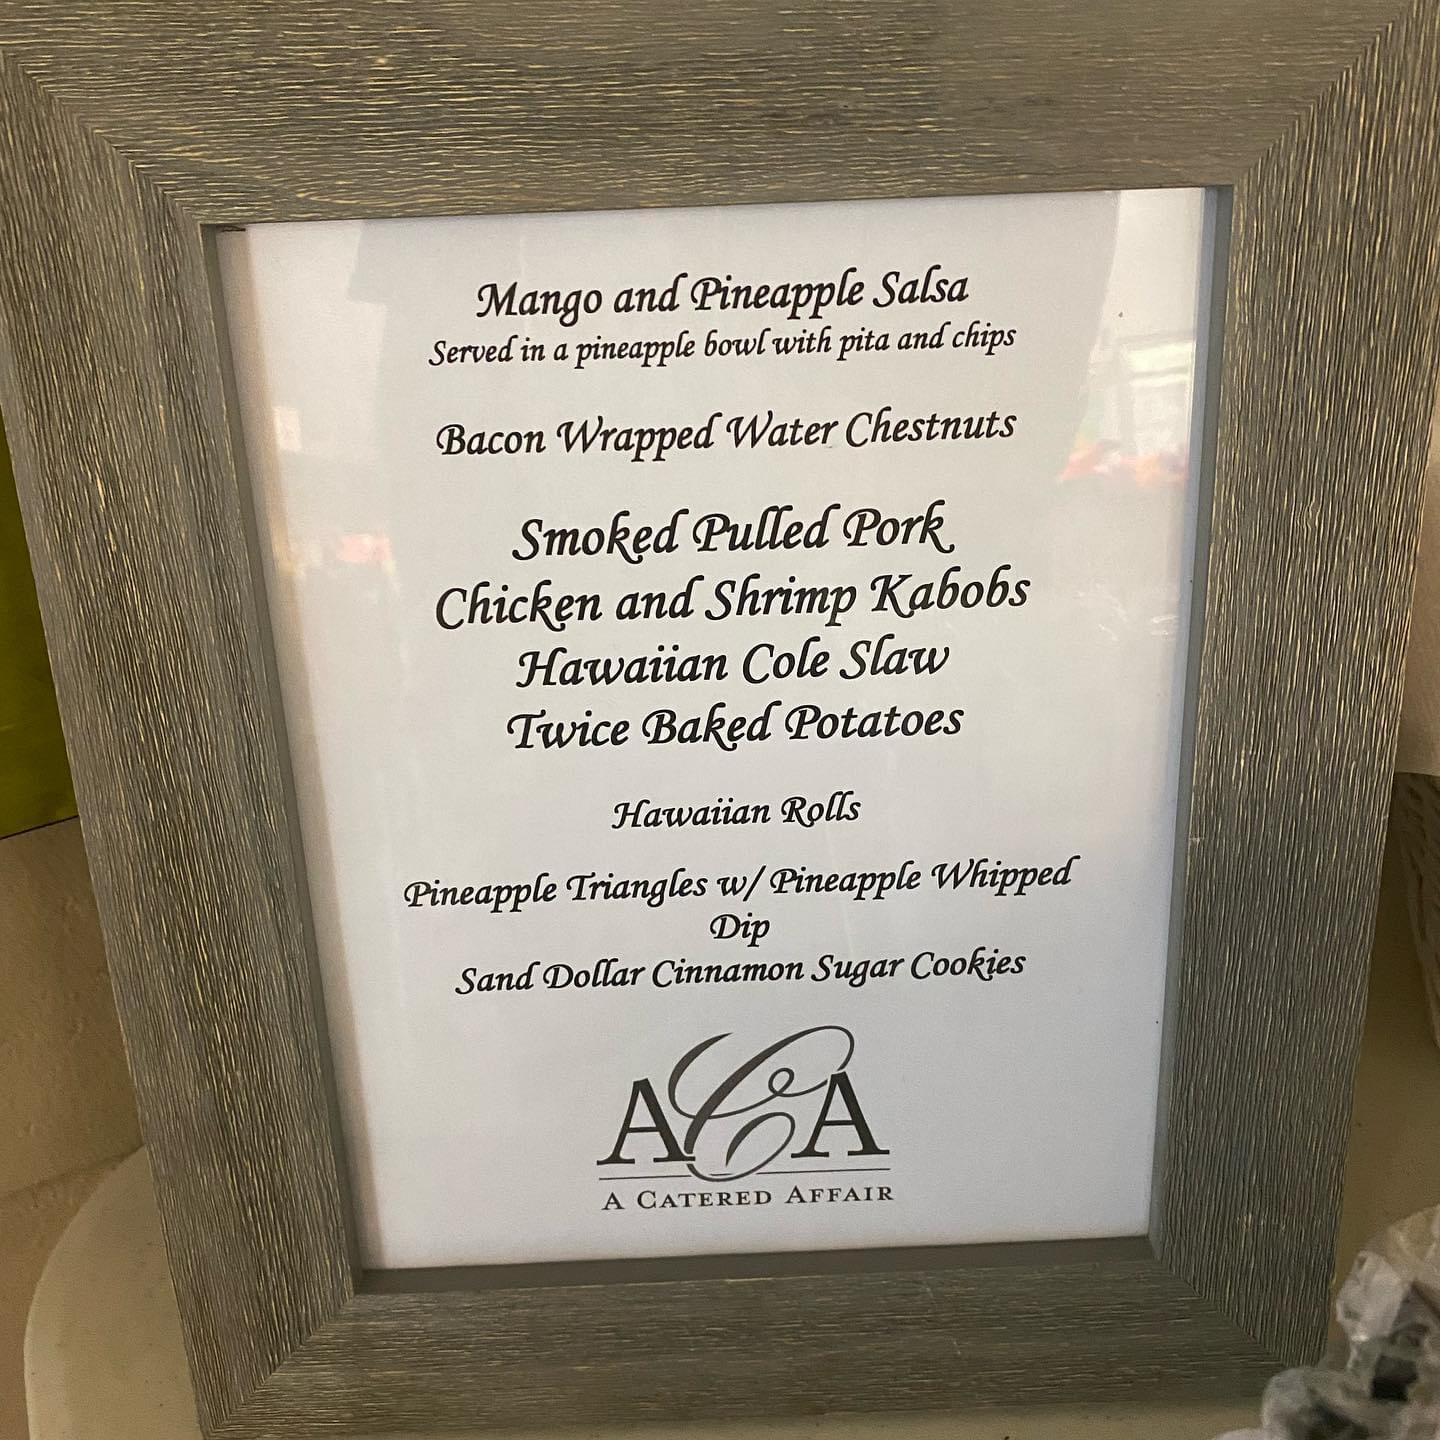 Mango and Pineapple Salsa
Served in a pineapple bowl with pita and chips
Bacon Wrapped Water Chestnuts
Smoked Pulled Pork
Chicken and Shrimp Kabobs
Hawaiian Cole Slaw
Twice Baked Potatoes
Hawaiian Rolls
Pineapple Triangles w/ Pineapple Whipped
Dip
Sand Dollar Cinnamon Sugar Cookies
ACA
A CATERED AFFAIR